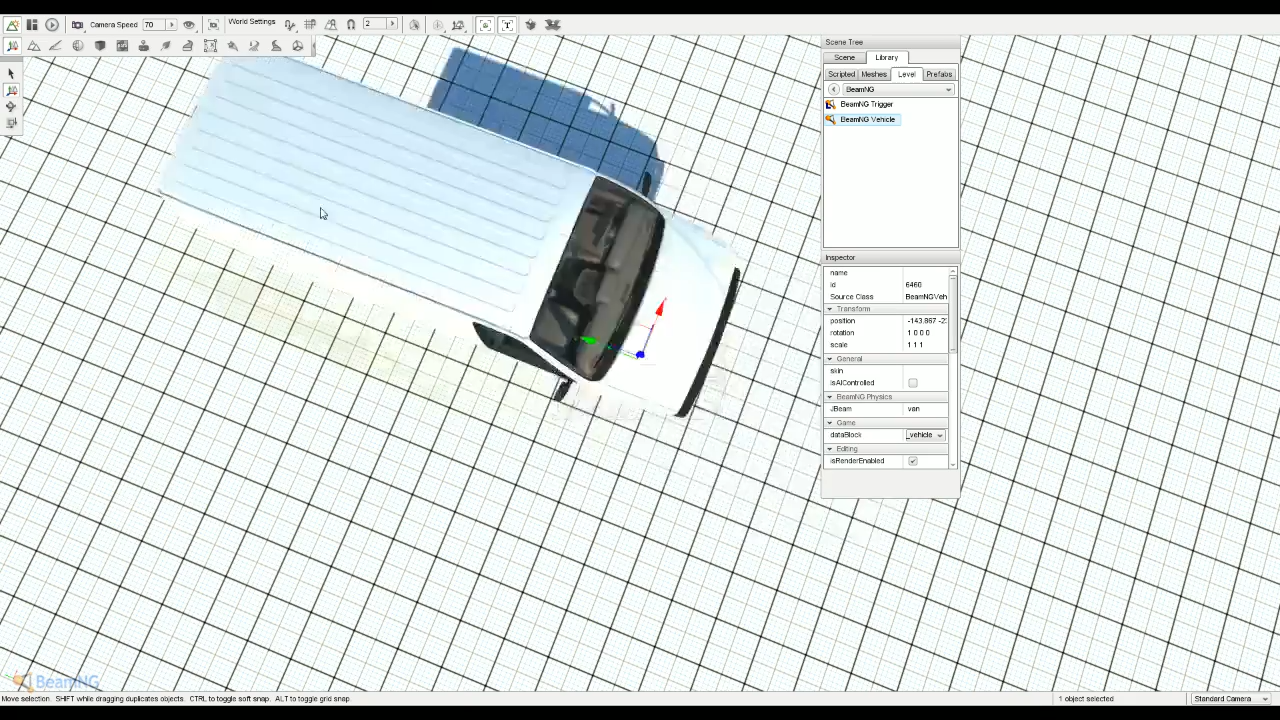 Camera Speed 70 World Settings 2
Scene Tree
Scene Library
Scripted Meshes Level Prefabs
BeamNG
BeamNG Trigger
BeamNG Vehicle
Inspector
name
id 6460
Source Class BeamNGVeh
Transform
position -143.867 -2
rotation 1 0 0 0
scale 1 1 1
General
skin
isAIControlled
BeamNG Physics
JBeam van
Game
dataBlock _vehicle
Editing
isRenderEnabled
BeamNG
Move selection. SHIFT while dragging duplicates objects. CTRL to toggle soft snap. ALT to toggle grid snap. 1 object selected Standard Camera